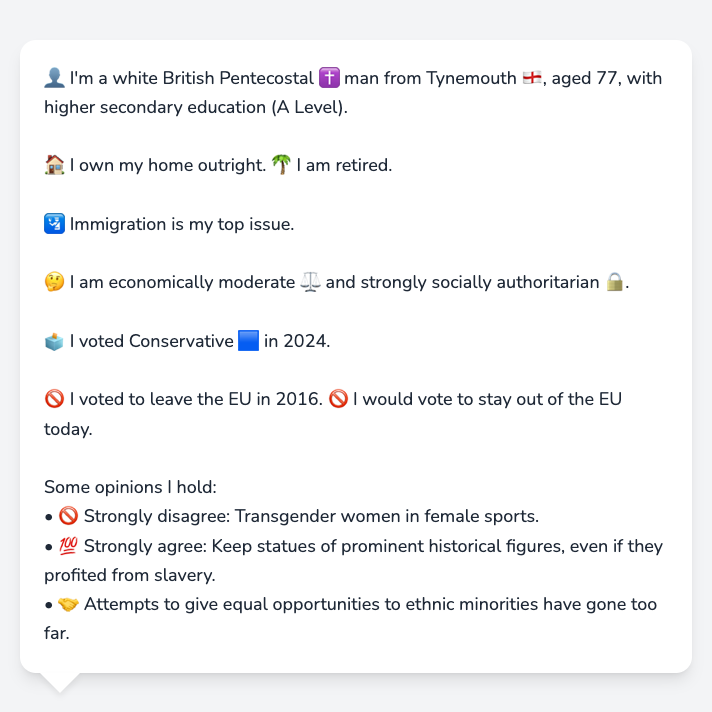 👤 I'm a white British Pentecostal ✝️ man from Tynemouth 🏴󠁧󠁢󠁥󠁮󠁧󠁿, aged 77, with
higher secondary education (A Level).
🏠 I own my home outright. 🌴 I am retired.
🛂 Immigration is my top issue.
🤔 I am economically moderate ⚖️ and strongly socially authoritarian 🔒.
🗳️ I voted Conservative 🟦 in 2024.
🚫 I voted to leave the EU in 2016. 🚫 I would vote to stay out of the EU
today.
Some opinions I hold:
• 🚫 Strongly disagree: Transgender women in female sports.
• 💯 Strongly agree: Keep statues of prominent historical figures, even if they
profited from slavery.
• 🤝 Attempts to give equal opportunities to ethnic minorities have gone too
far.